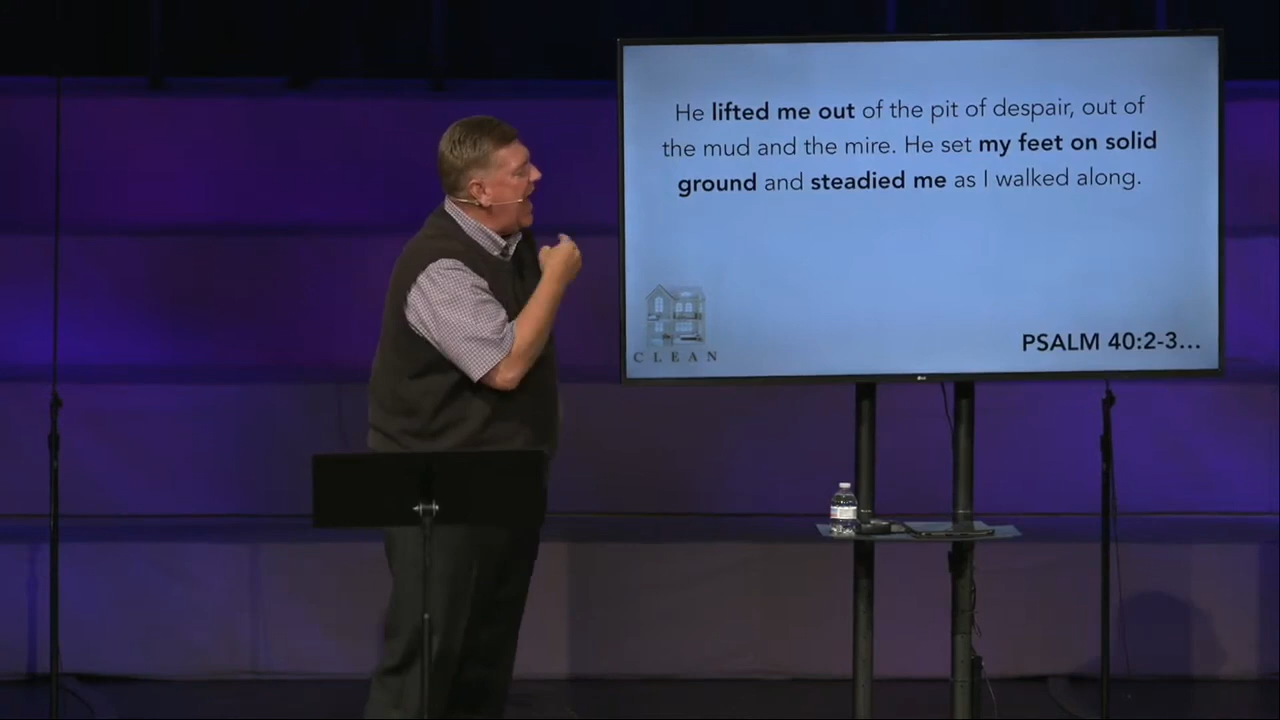 He lifted me out of the pit of despair, out of
the mud and the mire. He set my feet on solid
ground and steadied me as I walked along.
CLEAN
PSALM 40:2-3...
LG